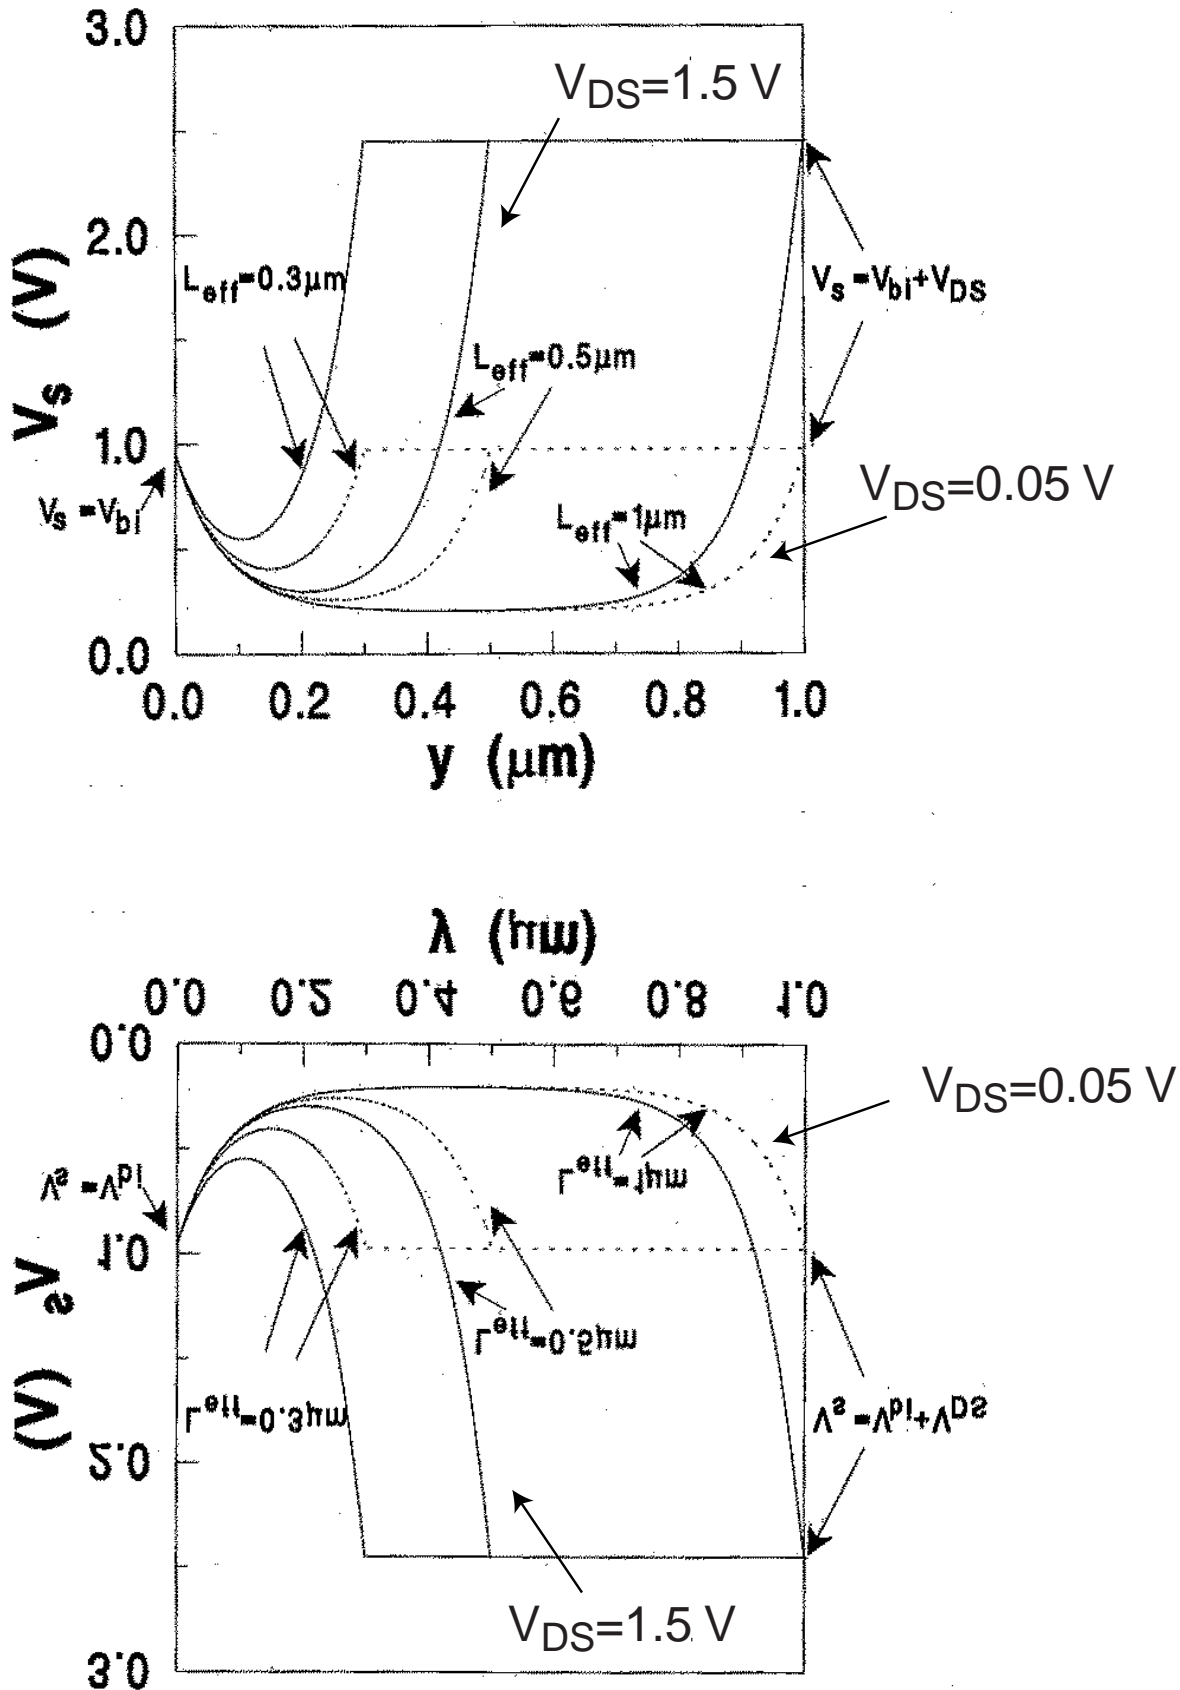 3.0
V_DS=1.5 V
2.0
L_eff=0.3μm
V_s=V_bi+V_DS
V_s (V)
L_eff=0.5μm
1.0
V_DS=0.05 V
V_s=V_bi
L_eff=1μm
0.0
0.0 0.2 0.4 0.6 0.8 1.0
y (μm)
y (μm)
0.0 0.2 0.4 0.6 0.8 1.0
0.0
V_DS=0.05 V
V_s=V_bi
L_eff=1μm
1.0
V_s (V)
L_eff=0.5μm
L_eff=0.3μm
V_s=V_bi+V_DS
2.0
V_DS=1.5 V
3.0